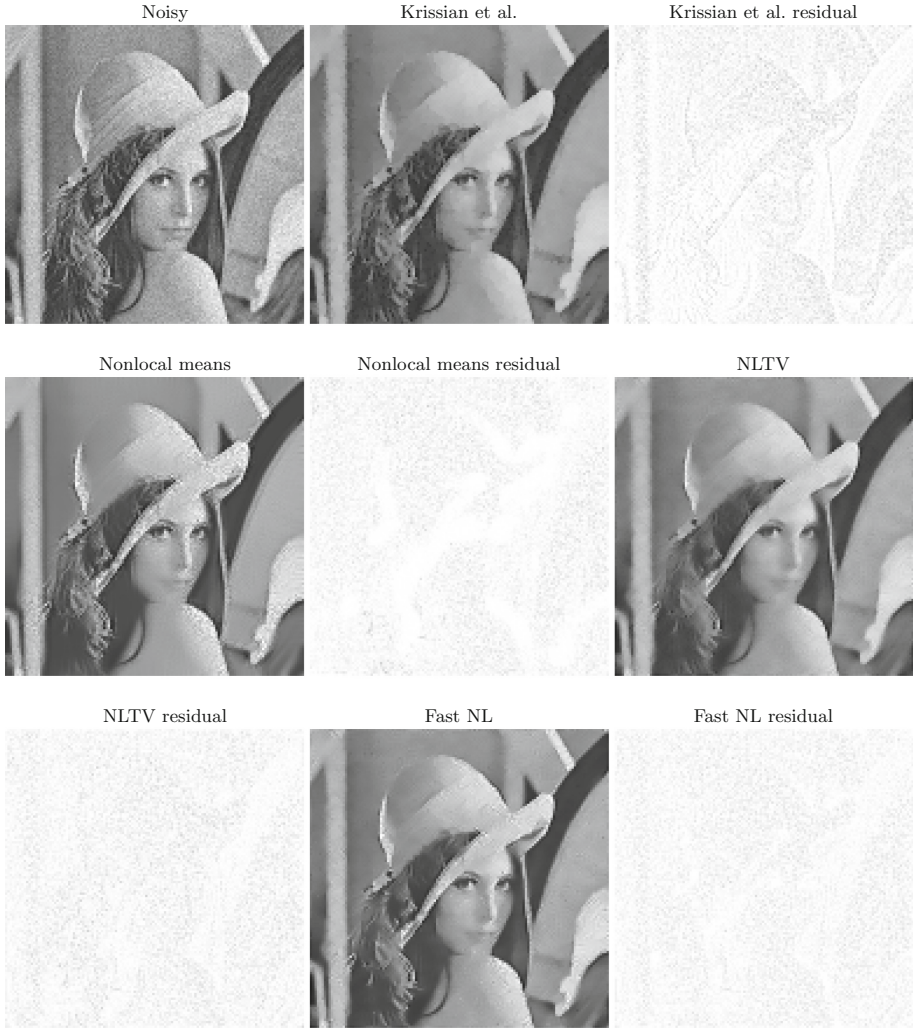 Noisy
Krissian et al.
Krissian et al. residual
Nonlocal means
Nonlocal means residual
NLTV
NLTV residual
Fast NL
Fast NL residual